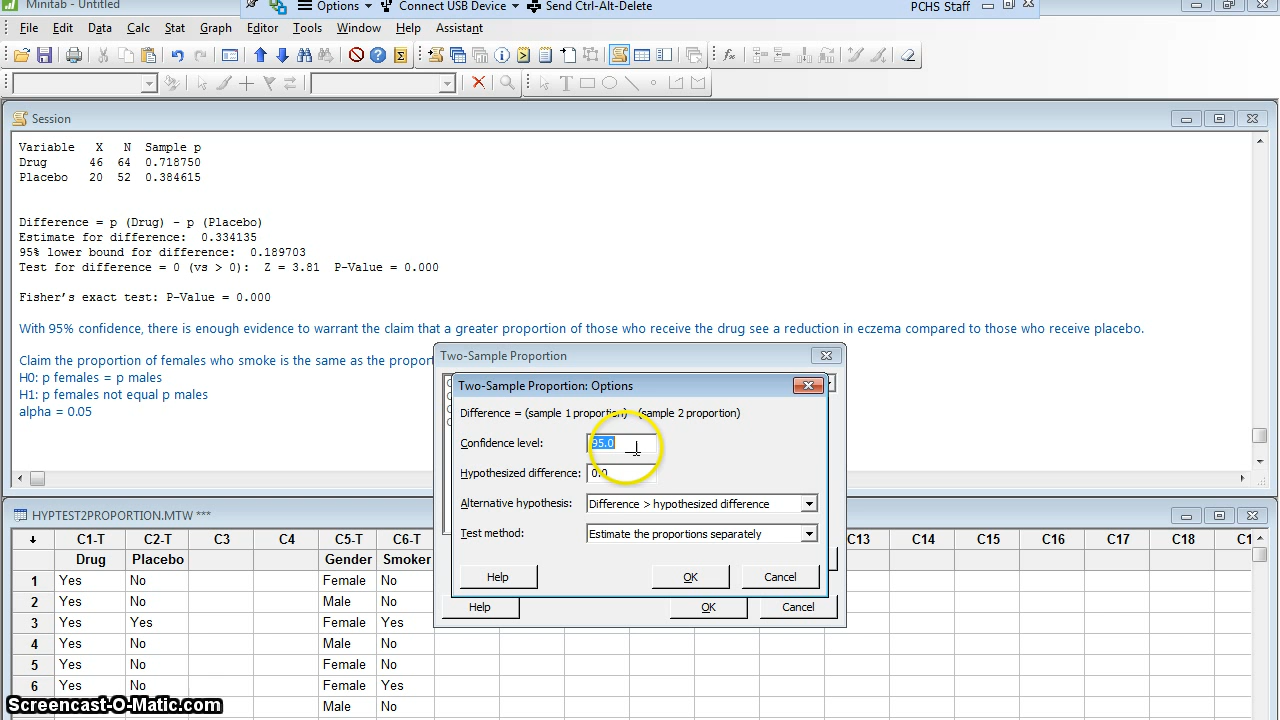 Minitab - Untitled
Options
Connect USB Device
Send Ctrl-Alt-Delete
PCHS Staff
File Edit Data Calc Stat Graph Editor Tools Window Help Assistant
Session
Variable X N Sample p
Drug 46 64 0.718750
Placebo 20 52 0.384615
Difference = p (Drug) - p (Placebo)
Estimate for difference: 0.334135
95% lower bound for difference: 0.189703
Test for difference = 0 (vs > 0): Z = 3.81 P-Value = 0.000
Fisher's exact test: P-Value = 0.000
With 95% confidence, there is enough evidence to warrant the claim that a greater proportion of those who receive the drug see a reduction in eczema compared to those who receive placebo.
Claim the proportion of females who smoke is the same as the
H0: p females = p males
H1: p females not equal p males
alpha = 0.05
Two-Sample Proportion
Two-Sample Proportion: Options
Difference = (sample 1 proportion) - (sample 2 proportion)
Confidence level: 95.0
Hypothesized difference: 0.0
Alternative hypothesis: Difference > hypothesized difference
Test method: Estimate the proportions separately
Help OK Cancel
Help OK Cancel
HYPTEST2PROPORTION.MTW ***
C1-T C2-T C3 C4 C5-T C6-T C13 C14 C15 C16 C17 C18
Drug Placebo Gender Smoker
1 Yes No Female No
2 Yes No Male No
3 Yes Yes Female Yes
4 Yes No Male No
5 Yes No Female No
6 Yes No Female Yes
No Male No
Screencast-O-Matic.com